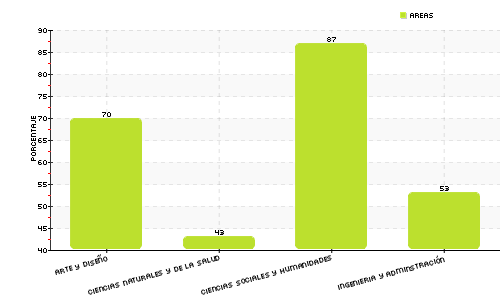 AREAS
PORCENTAJE
90
85
80
75
70
65
60
55
50
45
40
70
43
87
53
ARTE Y DISEÑO
CIENCIAS NATURALES Y DE LA SALUD
CIENCIAS SOCIALES Y HUMANIDADES
INGENIERIA Y ADMINSTRACIÓN